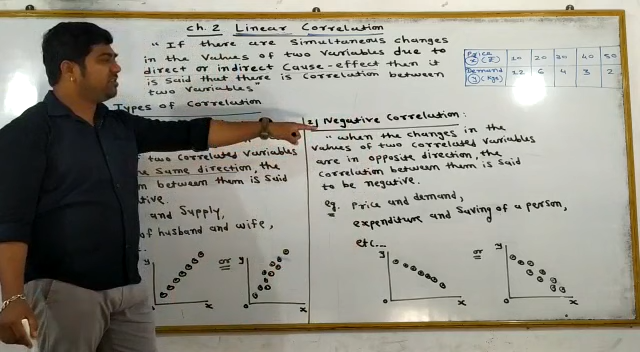 ch. 2 Linear Correlation
" If there are simultaneous changes
in the values of two variables due to
direct or indirect Cause-effect then it
is said that there is correlation between
two variables"
Price (x) (₹) 10 20 30 40 50
Demand (y) (kgs) 12 6 4 3 2
Types of Correlation
two correlated variables
same direction, the
between them is said
and supply,
of husband and wife,
etc...
y
o
x
or
y
o
x
2) Negative Correlation:
" when the changes in the
values of two correlated variables
are in opposite direction, the
correlation between them is said
to be negative.
eg. Price and demand,
expenditure and saving of a person,
etc...
y
o
x
or
y
o
x